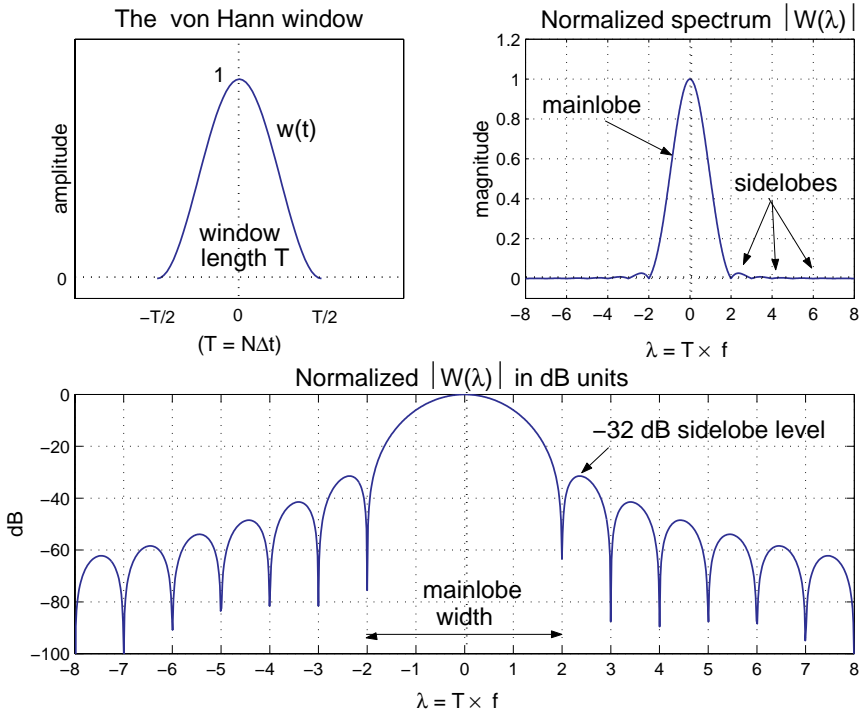 The von Hann window
amplitude
1
w(t)
window
length T
0
−T/2 0 T/2
(T = N∆t)
Normalized spectrum |W(λ)|
magnitude
1.2
1
0.8
0.6
0.4
0.2
0
mainlobe
sidelobes
−8 −6 −4 −2 0 2 4 6 8
λ = T × f
Normalized |W(λ)| in dB units
dB
0
−20
−40
−60
−80
−100
−32 dB sidelobe level
mainlobe
width
−8 −7 −6 −5 −4 −3 −2 −1 0 1 2 3 4 5 6 7 8
λ = T × f